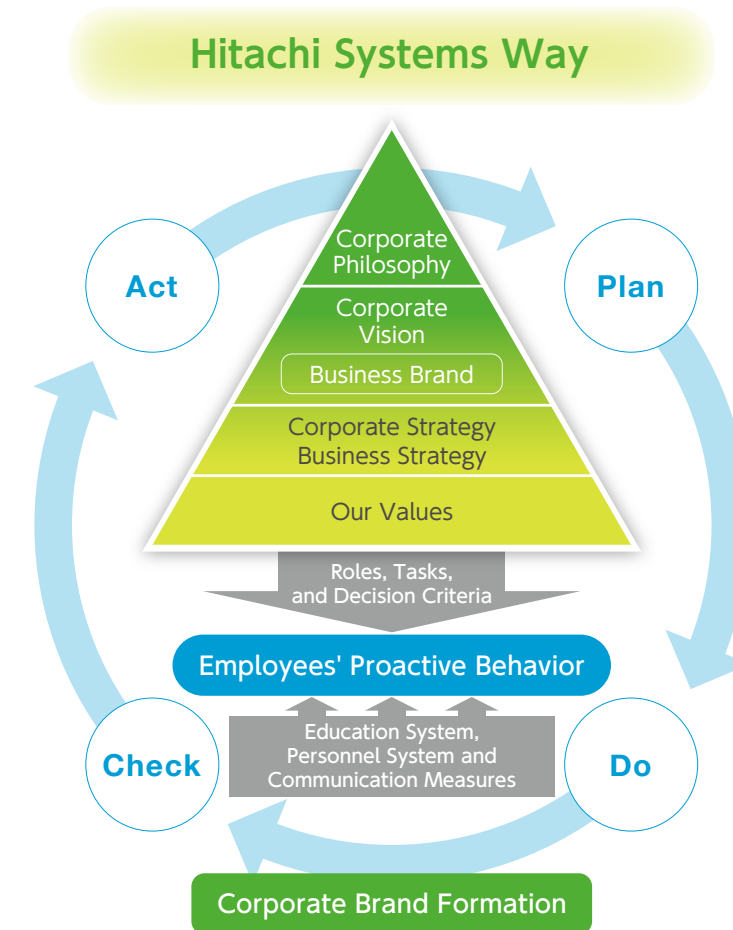 Hitachi Systems Way
Act
Plan
Corporate
Philosophy
Corporate
Vision
Business Brand
Corporate Strategy
Business Strategy
Our Values
Roles, Tasks,
and Decision Criteria
Employees' Proactive Behavior
Check
Education System,
Personnel System and
Communication Measures
Do
Corporate Brand Formation